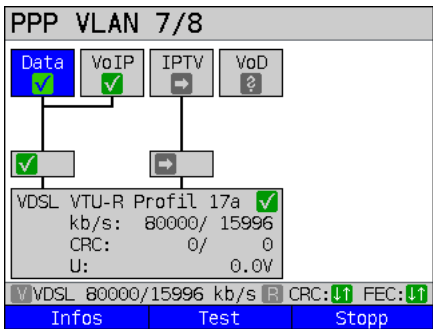 PPP VLAN 7/8
Data VoIP IPTV VoD
VDSL VTU-R Profil 17a
kb/s: 80000/ 15996
CRC: 0/ 0
U: 0.0V
V VDSL 80000/15996 kb/s R CRC: FEC:
Infos Test Stopp